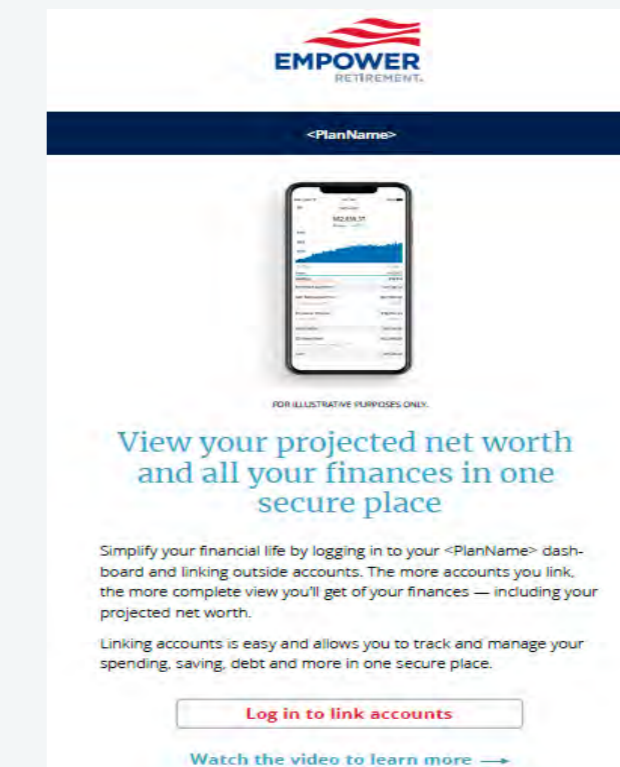 EMPOWER
RETIREMENT.
<PlanName>
FOR ILLUSTRATIVE PURPOSES ONLY.
View your projected net worth
and all your finances in one
secure place
Simplify your financial life by logging in to your <PlanName> dash-
board and linking outside accounts. The more accounts you link,
the more complete view you'll get of your finances — including your
projected net worth.
Linking accounts is easy and allows you to track and manage your
spending, saving, debt and more in one secure place.
Log in to link accounts
Watch the video to learn more →